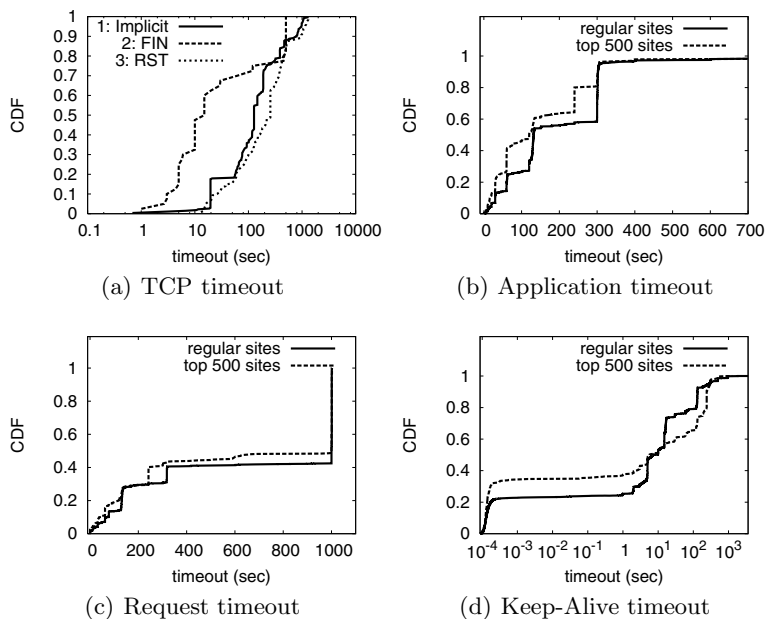 1: Implicit
2: FIN
3: RST
1
0.9
0.8
0.7
0.6
0.5
0.4
0.3
0.2
0.1
0
CDF
0.1 1 10 100 1000 10000
timeout (sec)
(a) TCP timeout
regular sites
top 500 sites
1
0.8
0.6
0.4
0.2
0
CDF
0 100 200 300 400 500 600 700
timeout (sec)
(b) Application timeout
regular sites
top 500 sites
1
0.8
0.6
0.4
0.2
0
CDF
0 200 400 600 800 1000
timeout (sec)
(c) Request timeout
regular sites
top 500 sites
1
0.8
0.6
0.4
0.2
0
CDF
10^-4 10^-3 10^-2 10^-1 1 10^1 10^2 10^3
timeout (sec)
(d) Keep-Alive timeout